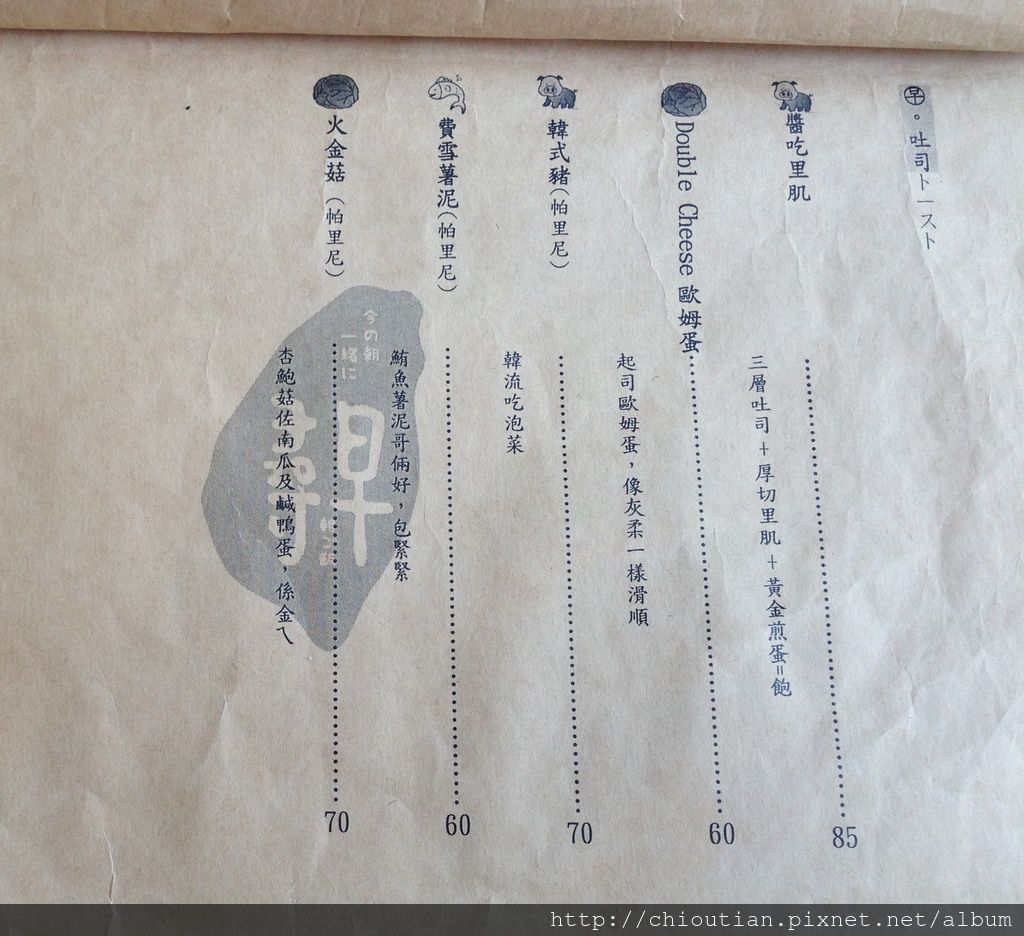 早。吐司トースト
醬吃里肌
85
三層吐司+厚切里肌+黃金煎蛋=飽
Double Cheese 歐姆蛋
60
起司歐姆蛋,像灰柔一樣滑順
韓式豬(帕里尼)
70
韓流吃泡菜
費雪薯泥(帕里尼)
60
鮪魚薯泥哥倆好,包緊緊
火金菇(帕里尼)
70
杏鮑菇佐南瓜及鹹鴨蛋,係金ㄟ
今の朝
一緒に
早
http://chioutian.pixnet.net/album